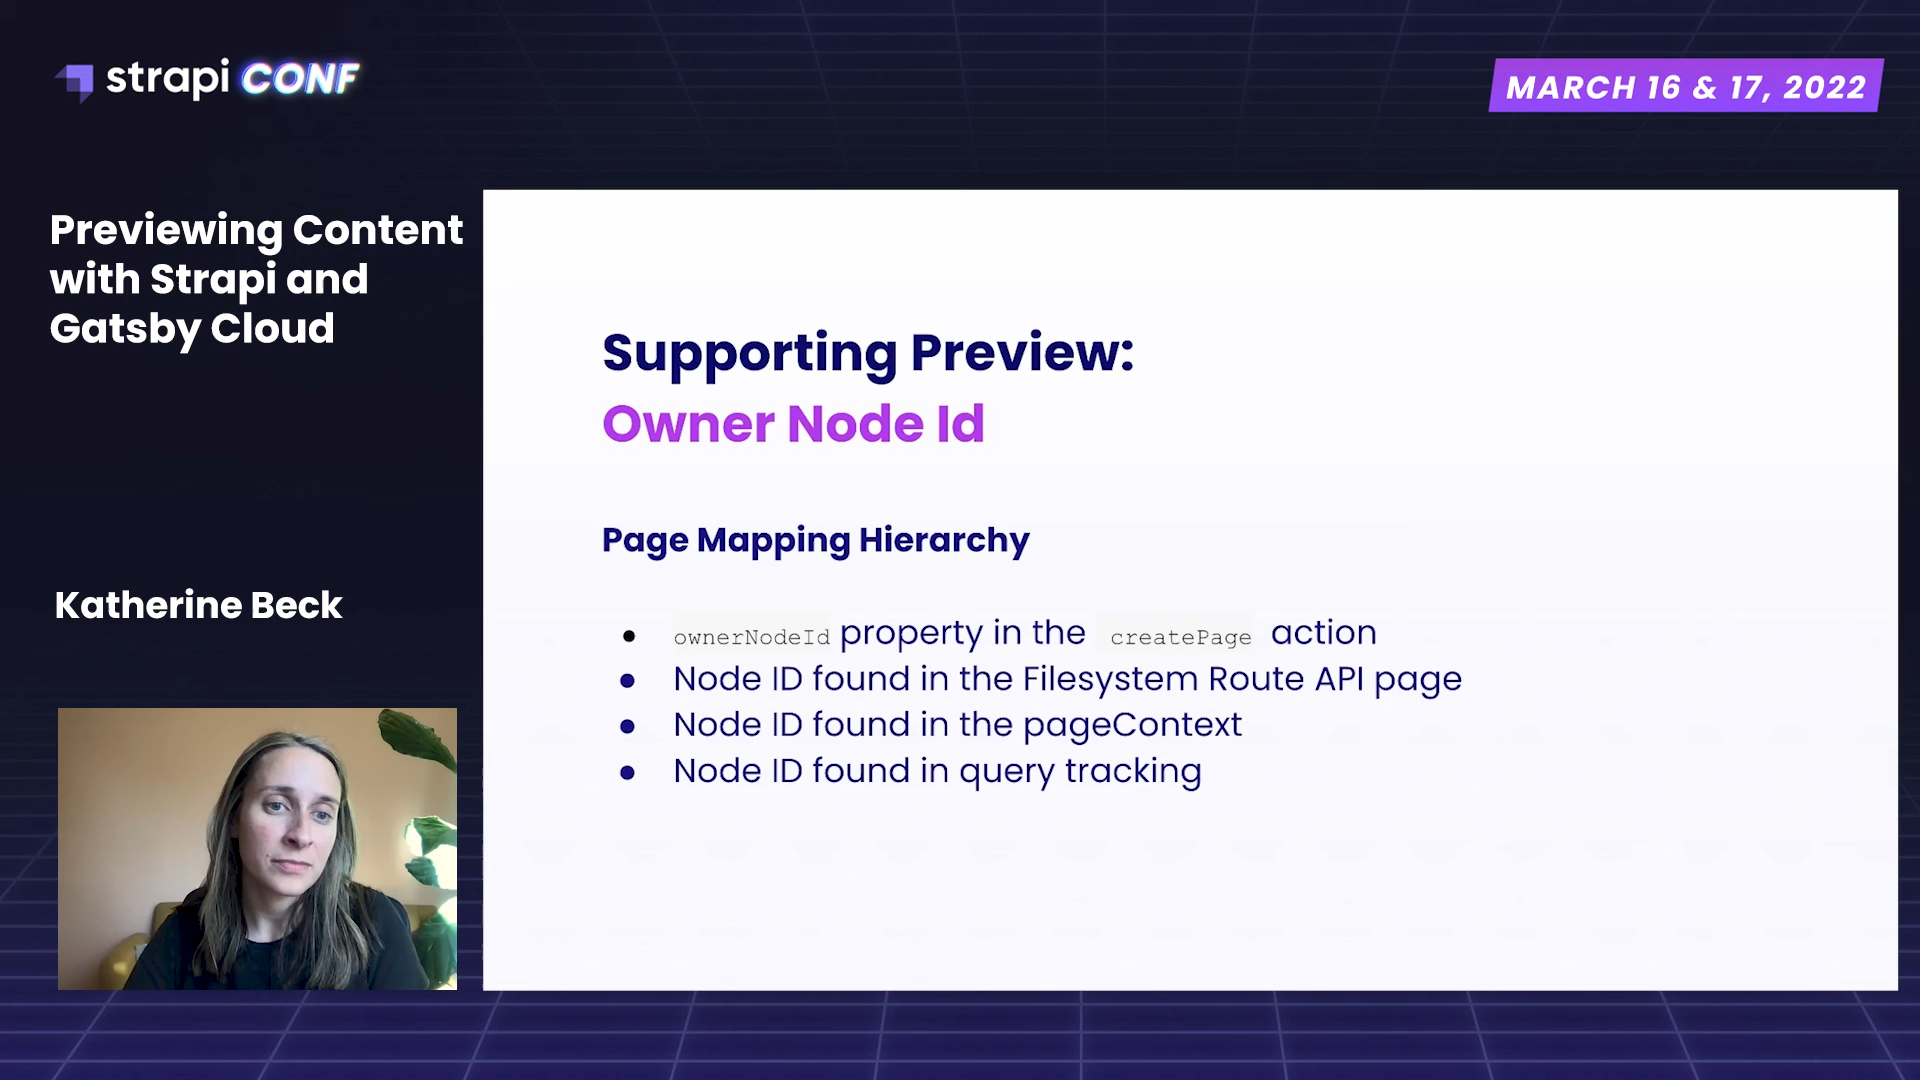 strapi CONF
MARCH 16 & 17, 2022
Previewing Content
with Strapi and
Gatsby Cloud
Katherine Beck
Supporting Preview:
Owner Node Id
Page Mapping Hierarchy
● ownerNodeId property in the createPage action
● Node ID found in the Filesystem Route API page
● Node ID found in the pageContext
● Node ID found in query tracking